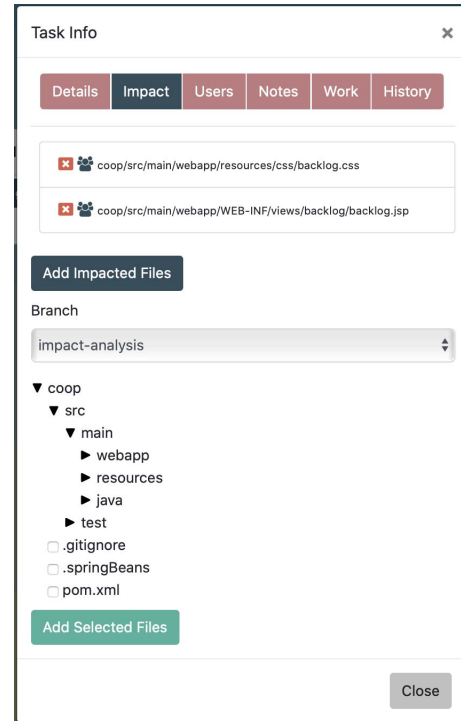 Task Info
Details Impact Users Notes Work History
coop/src/main/webapp/resources/css/backlog.css
coop/src/main/webapp/WEB-INF/views/backlog/backlog.jsp
Add Impacted Files
Branch
impact-analysis
coop
src
main
webapp
resources
java
test
.gitignore
.springBeans
pom.xml
Add Selected Files
Close